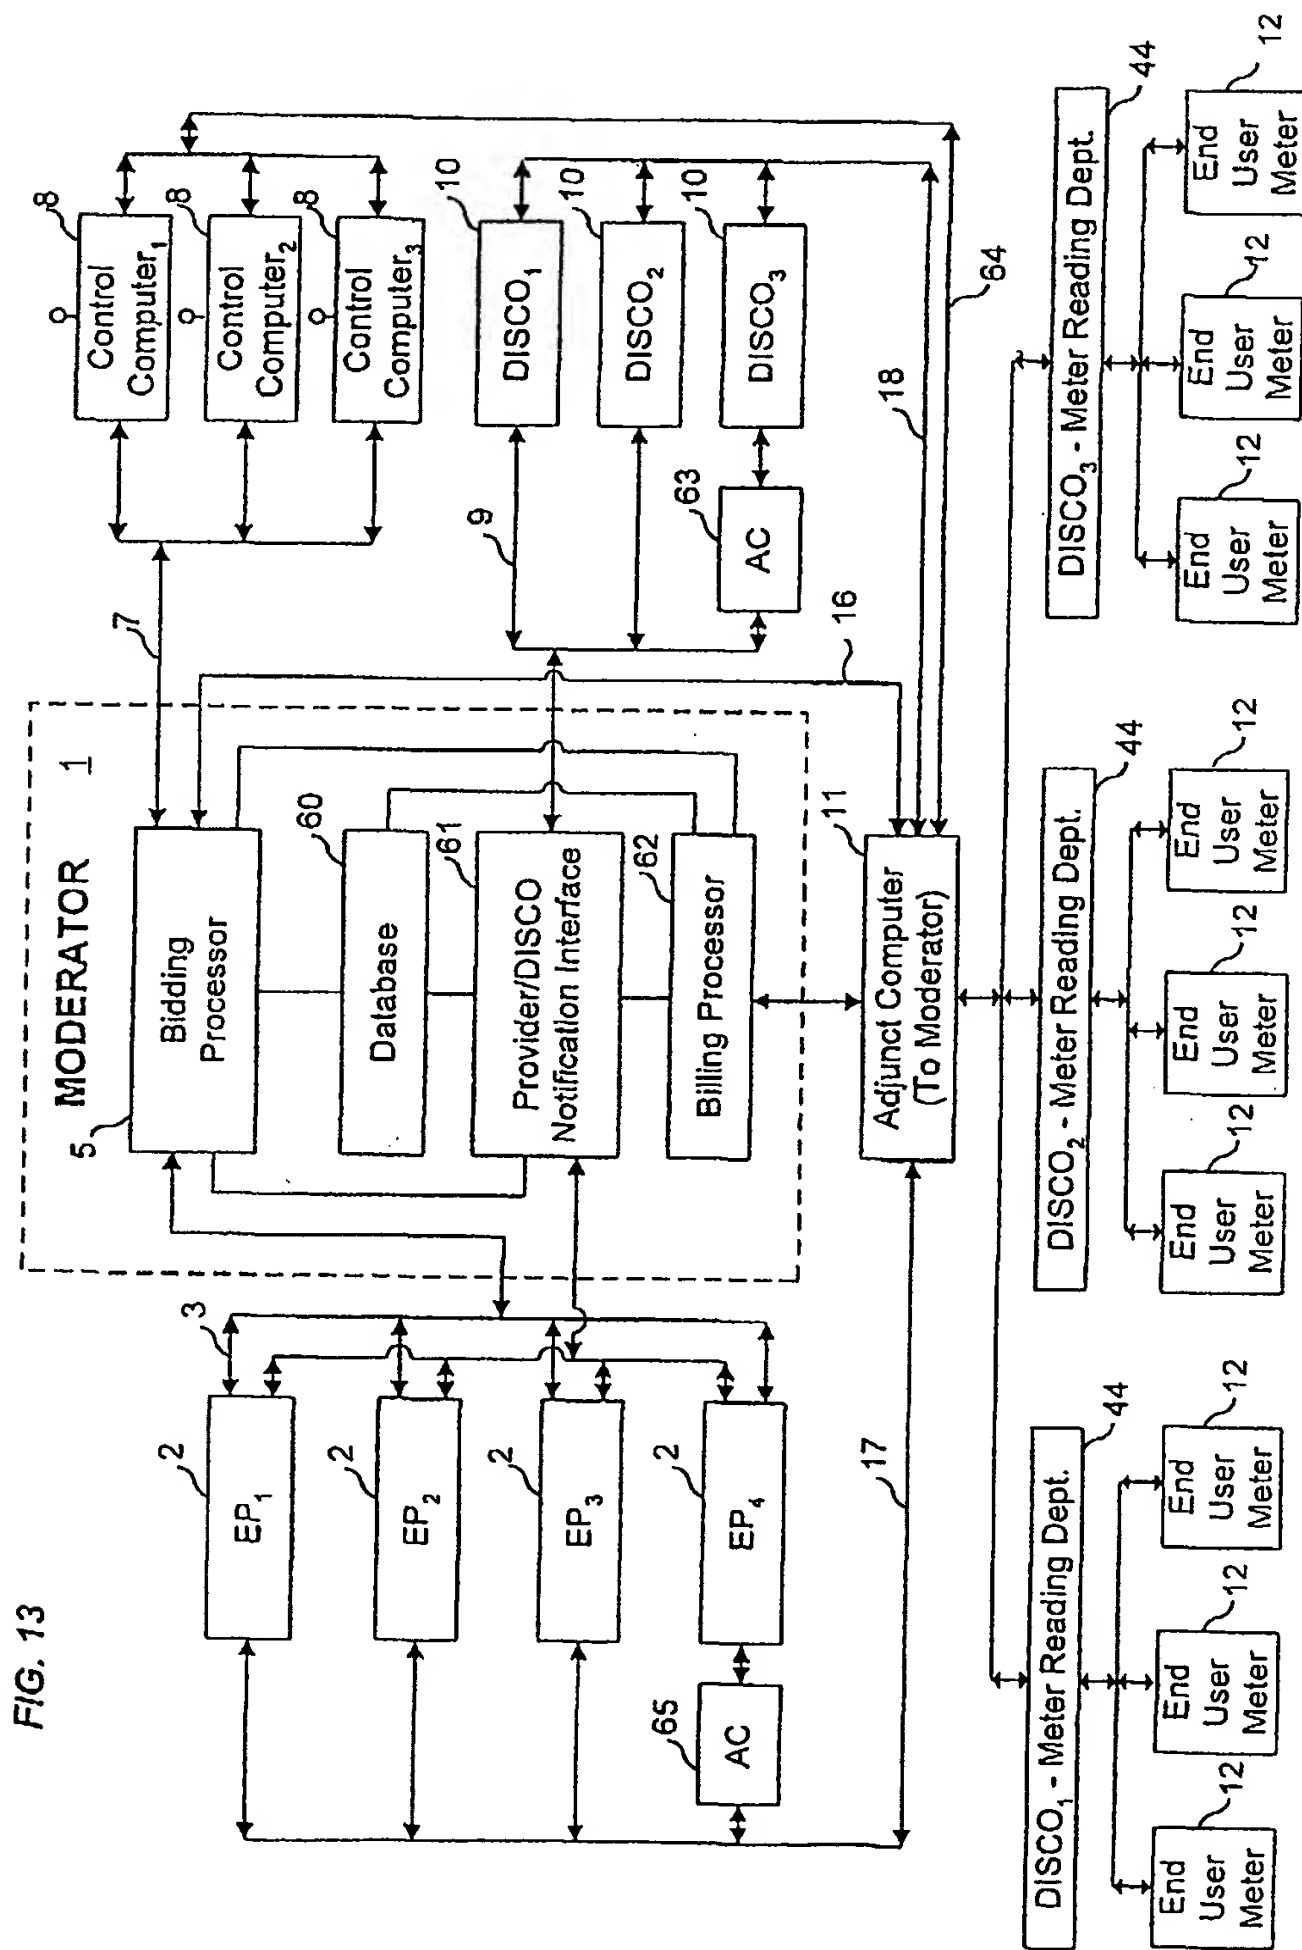 FIG. 13
MODERATOR
1
5
Bidding
Processor
60
Database
61
Provider/DISCO
Notification Interface
62
Billing Processor
11
Adjunct Computer
(To Moderator)
3
2
EP₁
2
EP₂
2
EP₃
2
EP₄
65
AC
17
7
8
Control
Computer₁
8
Control
Computer₂
8
Control
Computer₃
9
10
DISCO₁
10
DISCO₂
10
DISCO₃
63
AC
16
18
64
44
DISCO₁ - Meter Reading Dept.
12
End
User
Meter
12
End
User
Meter
12
End
User
Meter
44
DISCO₂ - Meter Reading Dept.
12
End
User
Meter
12
End
User
Meter
12
End
User
Meter
44
DISCO₃ - Meter Reading Dept.
12
End
User
Meter
12
End
User
Meter
12
End
User
Meter